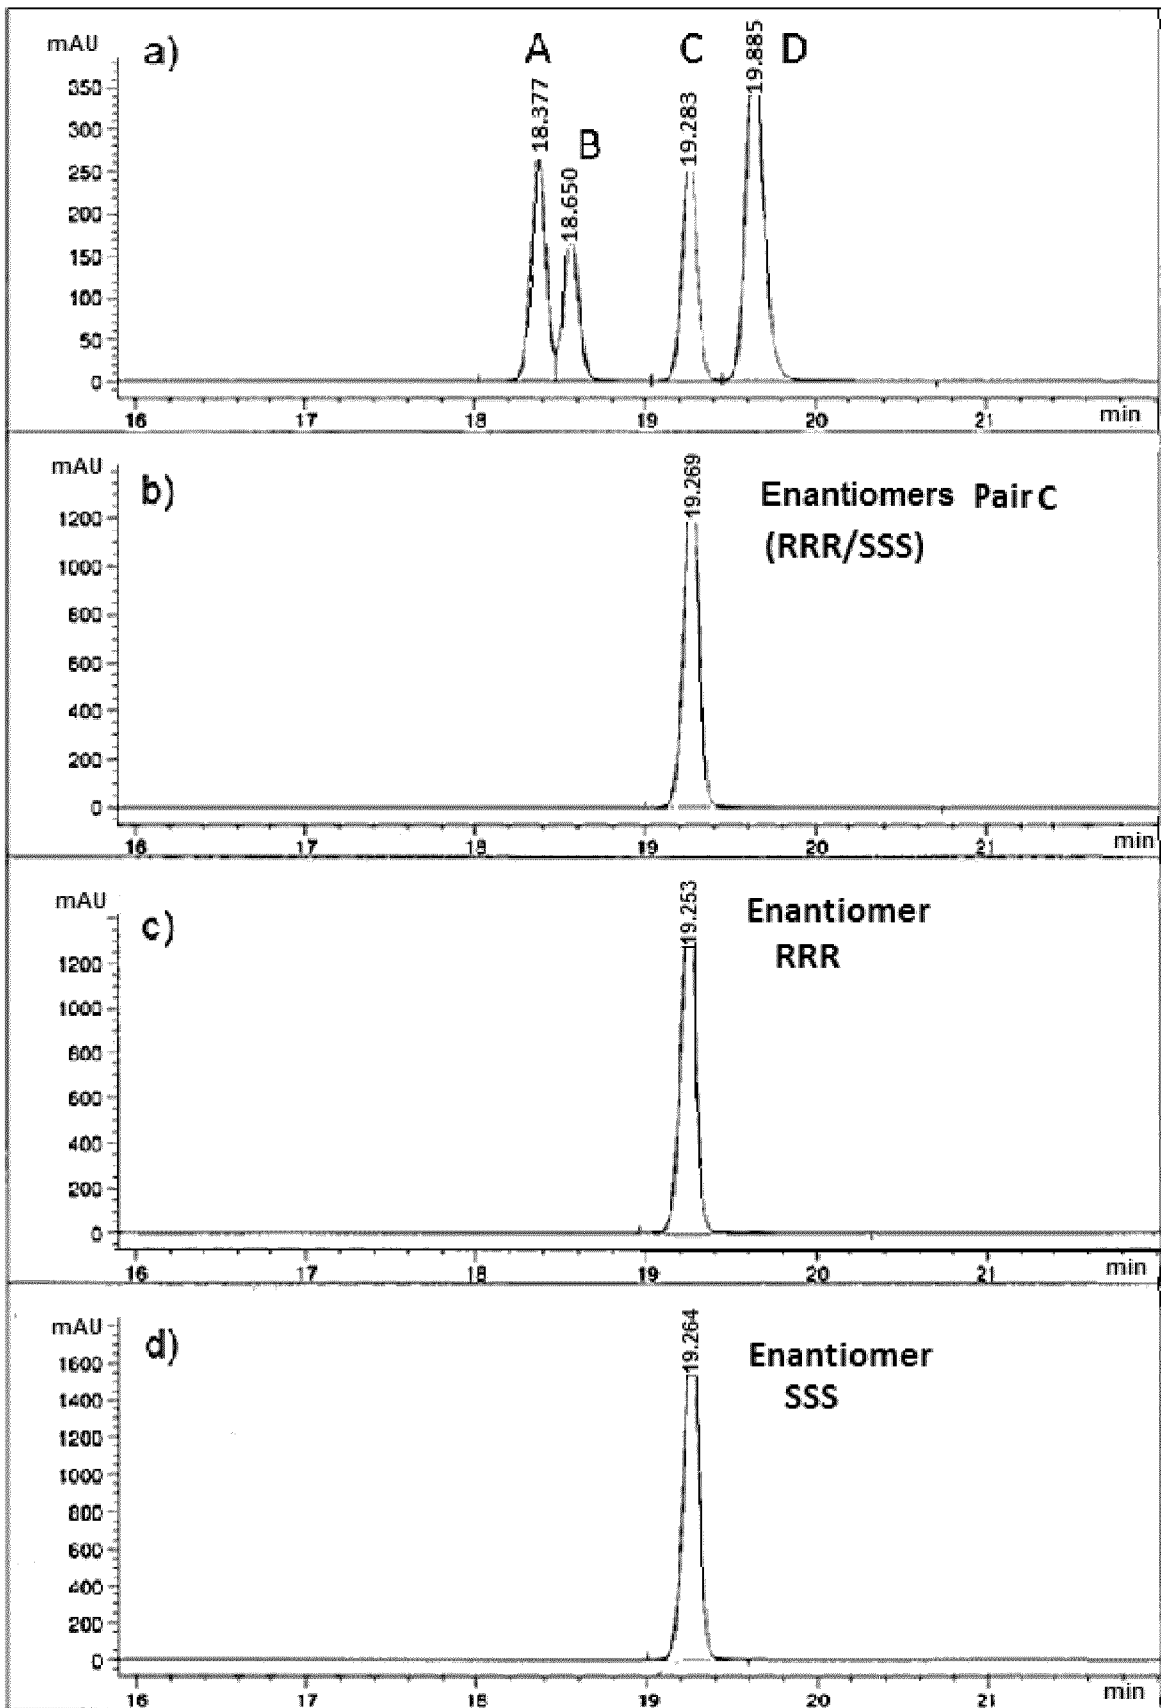 mAU
a)
A
B
C
D
18.377
18.650
19.283
19.885
350
300
250
200
150
100
50
0
16 17 18 19 20 21 min
mAU
b)
19.269
Enantiomers Pair C
(RRR/SSS)
1200
1000
800
600
400
200
0
16 17 18 19 20 21 min
mAU
c)
19.253
Enantiomer
RRR
1200
1000
800
600
400
200
0
16 17 18 19 20 21 min
mAU
d)
19.264
Enantiomer
SSS
1600
1400
1200
1000
800
600
400
200
0
16 17 18 19 20 21 min